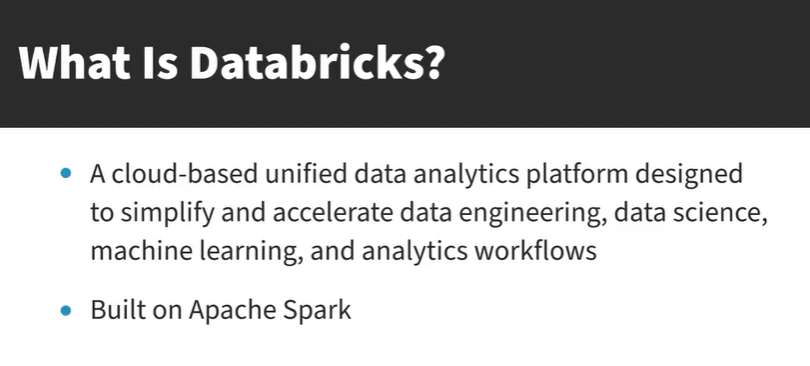 What Is Databricks?
• A cloud-based unified data analytics platform designed
to simplify and accelerate data engineering, data science,
machine learning, and analytics workflows
• Built on Apache Spark